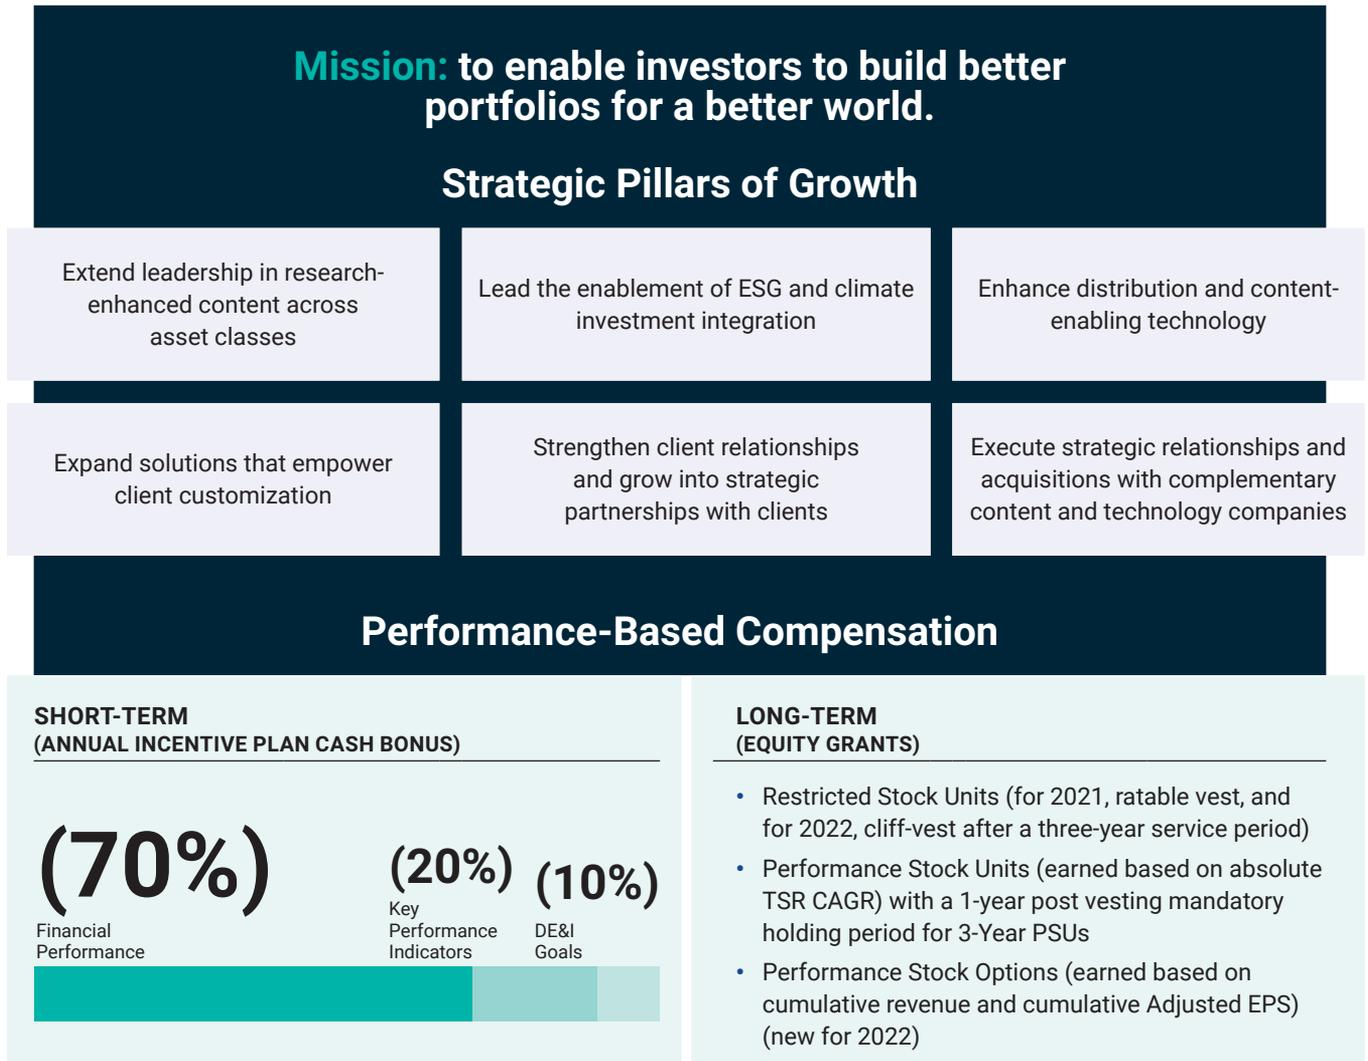 Mission: to enable investors to build better
portfolios for a better world.
Strategic Pillars of Growth
Extend leadership in research-
enhanced content across
asset classes
Lead the enablement of ESG and climate
investment integration
Enhance distribution and content-
enabling technology
Expand solutions that empower
client customization
Strengthen client relationships
and grow into strategic
partnerships with clients
Execute strategic relationships and
acquisitions with complementary
content and technology companies
Performance-Based Compensation
SHORT-TERM
(ANNUAL INCENTIVE PLAN CASH BONUS)
(70%)
Financial
Performance
(20%)
Key
Performance
Indicators
(10%)
DE&I
Goals
LONG-TERM
(EQUITY GRANTS)
• Restricted Stock Units (for 2021, ratable vest, and
for 2022, cliff-vest after a three-year service period)
• Performance Stock Units (earned based on absolute
TSR CAGR) with a 1-year post vesting mandatory
holding period for 3-Year PSUs
• Performance Stock Options (earned based on
cumulative revenue and cumulative Adjusted EPS)
(new for 2022)